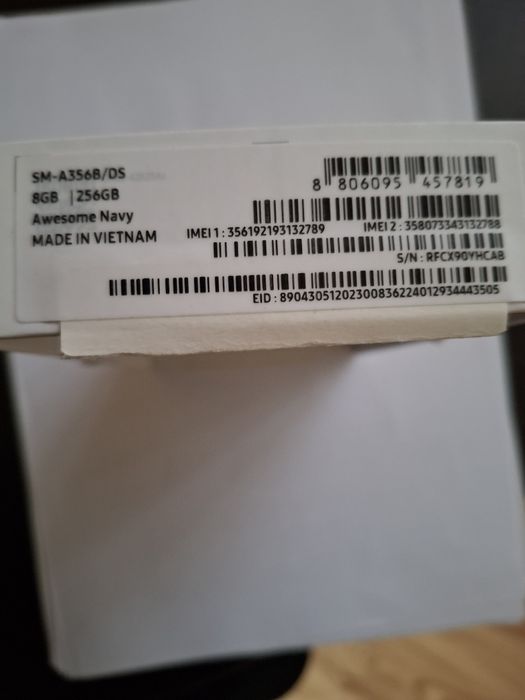 SM-A356B/DS
8GB | 256GB
Awesome Navy
MADE IN VIETNAM
8 806095 457819
IMEI 1 : 356192193132789
IMEI 2 : 358073343132788
S/N : RFCX90YHCAB
EID : 89043051202300836224012934443505